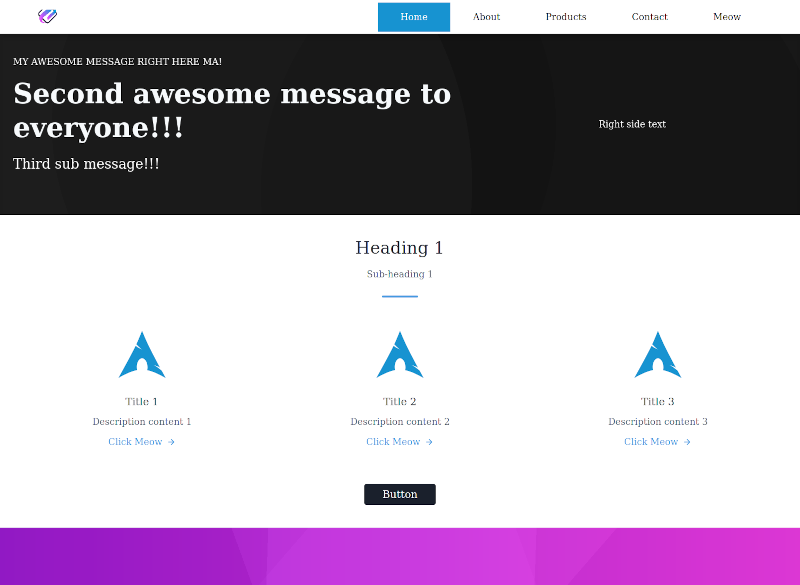 Home About Products Contact Meow
MY AWESOME MESSAGE RIGHT HERE MA!
Second awesome message to
everyone!!!
Third sub message!!!
Right side text
Heading 1
Sub-heading 1
Title 1
Description content 1
Click Meow →
Title 2
Description content 2
Click Meow →
Title 3
Description content 3
Click Meow →
Button